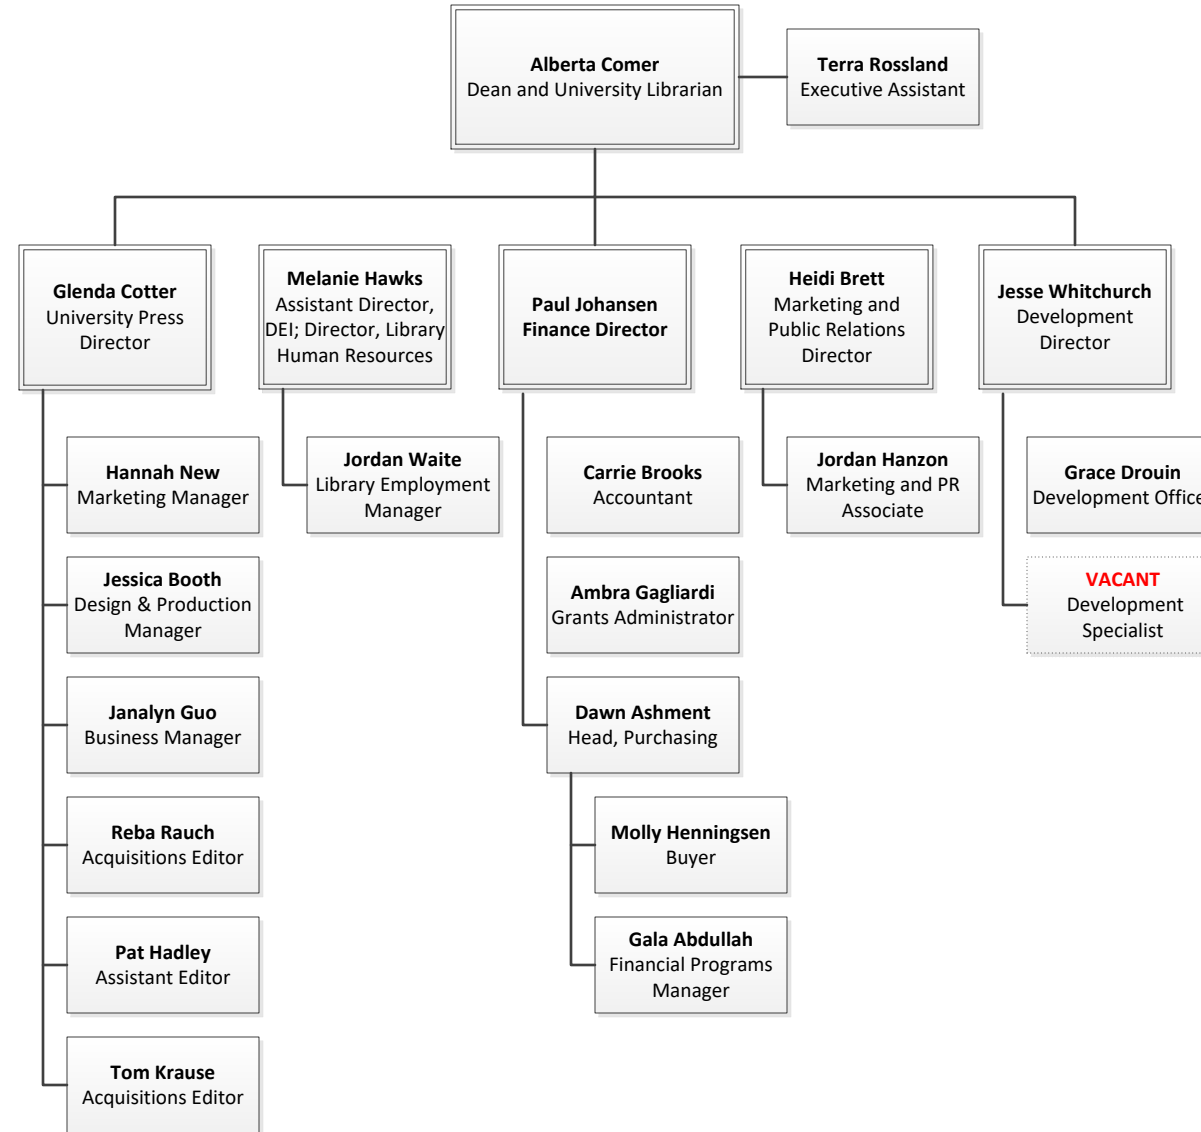 Alberta Comer
Dean and University Librarian
Terra Rossland
Executive Assistant
Glenda Cotter
University Press
Director
Melanie Hawks
Assistant Director,
DEI; Director, Library
Human Resources
Paul Johansen
Finance Director
Heidi Brett
Marketing and
Public Relations
Director
Jesse Whitchurch
Development
Director
Hannah New
Marketing Manager
Jessica Booth
Design & Production
Manager
Janalyn Guo
Business Manager
Reba Rauch
Acquisitions Editor
Pat Hadley
Assistant Editor
Tom Krause
Acquisitions Editor
Jordan Waite
Library Employment
Manager
Carrie Brooks
Accountant
Ambra Gagliardi
Grants Administrator
Dawn Ashment
Head, Purchasing
Molly Henningsen
Buyer
Gala Abdullah
Financial Programs
Manager
Jordan Hanzon
Marketing and PR
Associate
Grace Drouin
Development Office
VACANT
Development
Specialist